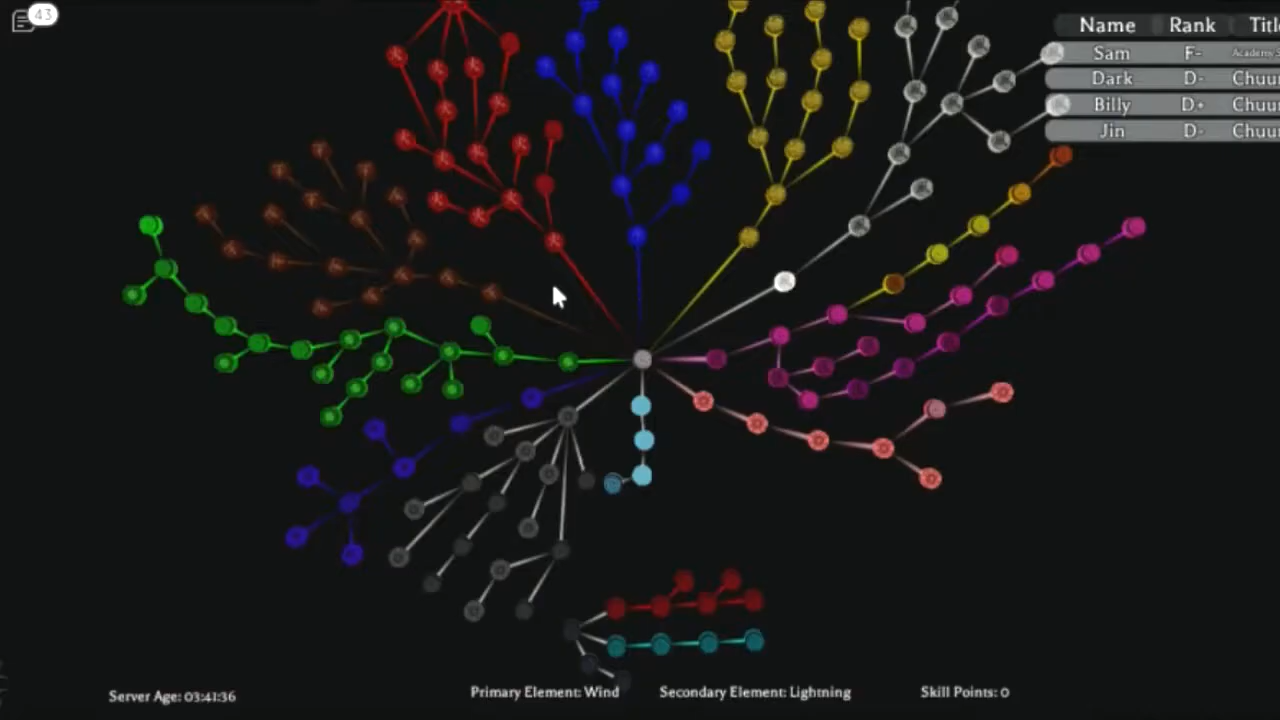 43
Name Rank Titl
Sam F- Academy S
Dark D- Chuu
Billy D+ Chuu
Jin D- Chuu
Server Age: 03:41:36 Primary Element: Wind Secondary Element: Lightning Skill Points: 0